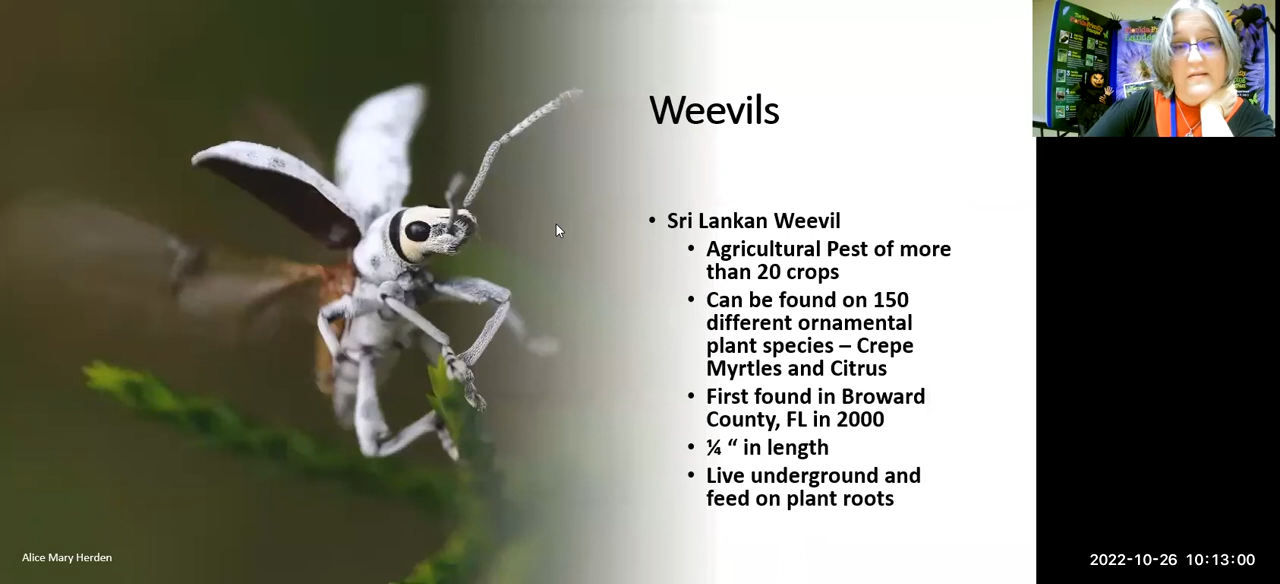 Weevils
• Sri Lankan Weevil
• Agricultural Pest of more
than 20 crops
• Can be found on 150
different ornamental
plant species – Crepe
Myrtles and Citrus
• First found in Broward
County, FL in 2000
• ¼ “ in length
• Live underground and
feed on plant roots
Alice Mary Herden
2022-10-26 10:13:00